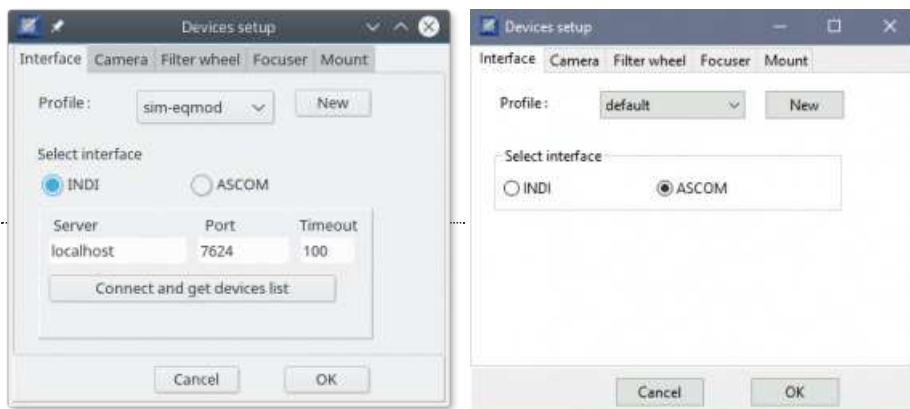 Devices setup
Interface Camera Filter wheel Focuser Mount
Profile: sim-eqmod New
Select interface
INDI ASCOM
Server Port Timeout
localhost 7624 100
Connect and get devices list
Cancel OK
Devices setup
Interface Camera Filter wheel Focuser Mount
Profile: default New
Select interface
INDI ASCOM
Cancel OK